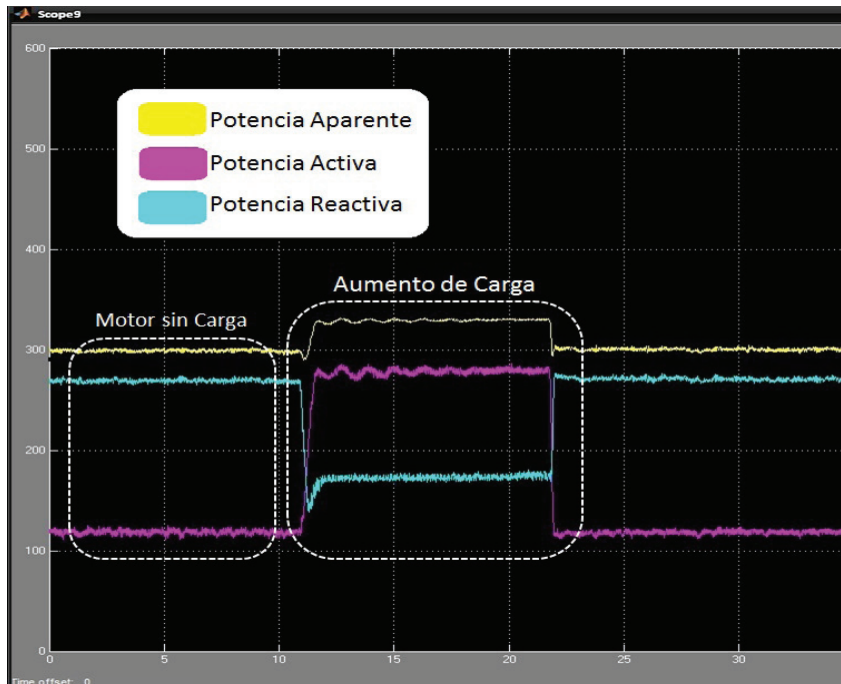 Scope9
600
500
400
300
200
100
0
Potencia Aparente
Potencia Activa
Potencia Reactiva
Aumento de Carga
Motor sin Carga
0 5 10 15 20 25 30
Time offset: 0